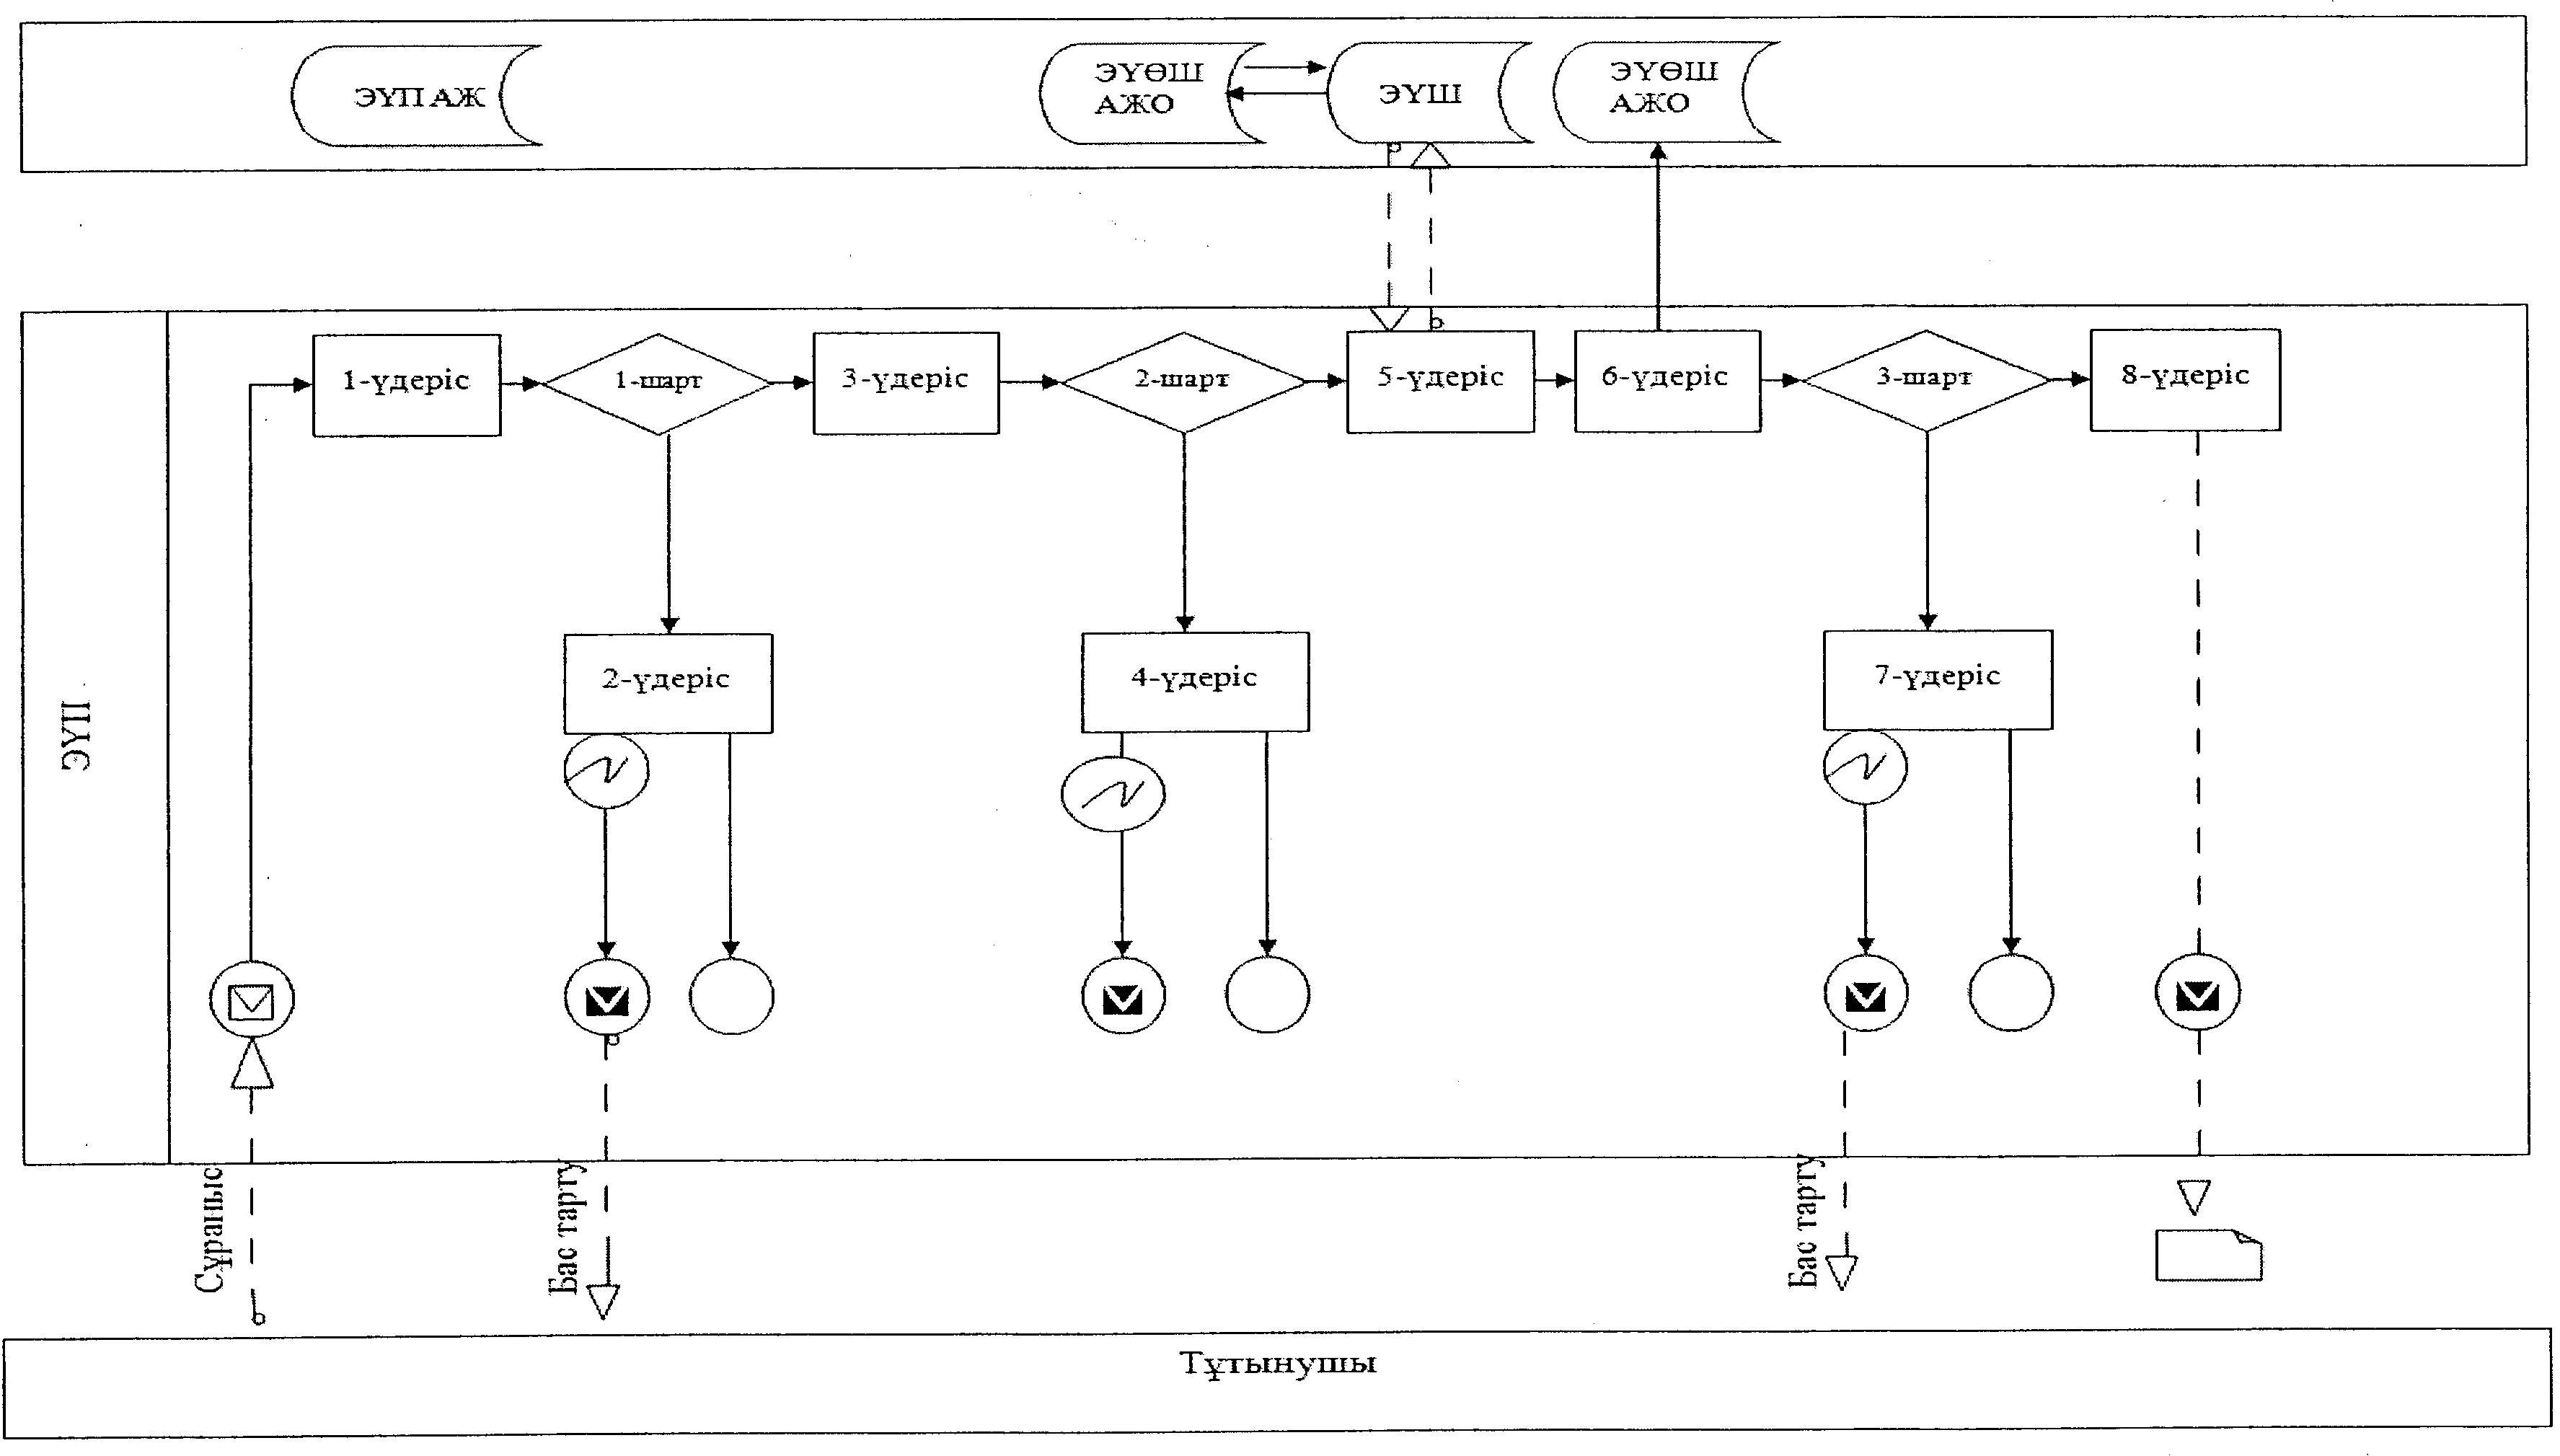 ЭҮП АЖ
ЭҮӨШ
АЖО
ЭҮШ
ЭҮӨШ
АЖО
1-үдеріс
1-шарт
3-үдеріс
2-шарт
5-үдеріс
6-үдеріс
3-шарт
8-үдеріс
2-үдеріс
4-үдеріс
7-үдеріс
ЭҮП
Сұраныс
Бас тарту
Бас тарту
Тұтынушы